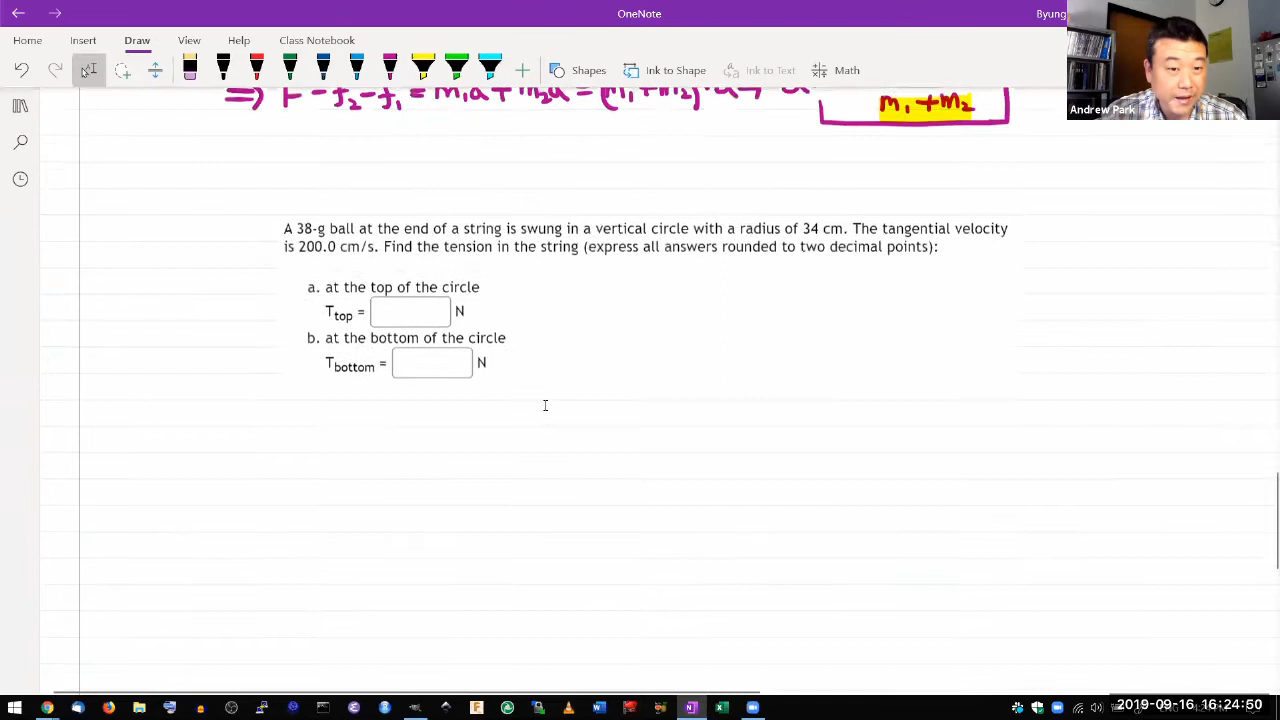 OneNote
Byung
Home Insert Draw View Help Class Notebook
Shapes Ink to Shape Ink to Text Math
Andrew Park
m₁ + m₂
A 38-g ball at the end of a string is swung in a vertical circle with a radius of 34 cm. The tangential velocity
is 200.0 cm/s. Find the tension in the string (express all answers rounded to two decimal points):
a. at the top of the circle
Ttop = N
b. at the bottom of the circle
Tbottom = N
2019-09-16 16:24:50